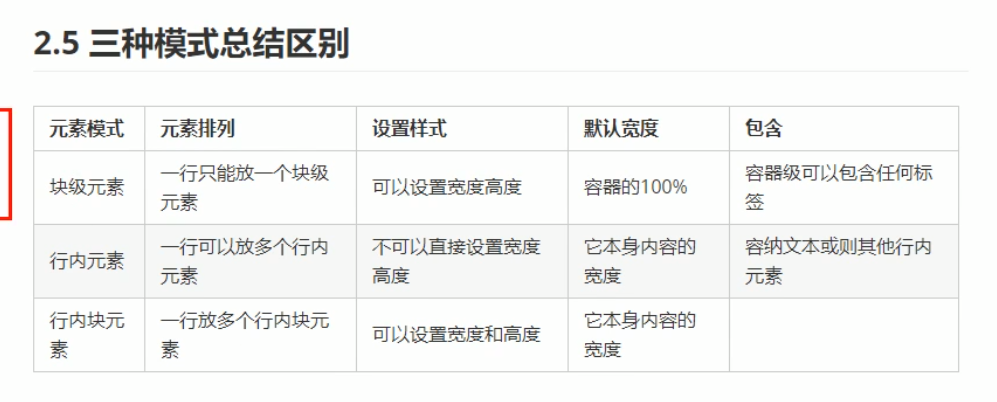 2.5 三种模式总结区别
元素模式 元素排列 设置样式 默认宽度 包含
块级元素 一行只能放一个块级元素 可以设置宽度高度 容器的100% 容器级可以包含任何标签
行内元素 一行可以放多个行内元素 不可以直接设置宽度高度 它本身内容的宽度 容纳文本或则其他行内元素
行内块元素 一行放多个行内块元素 可以设置宽度和高度 它本身内容的宽度